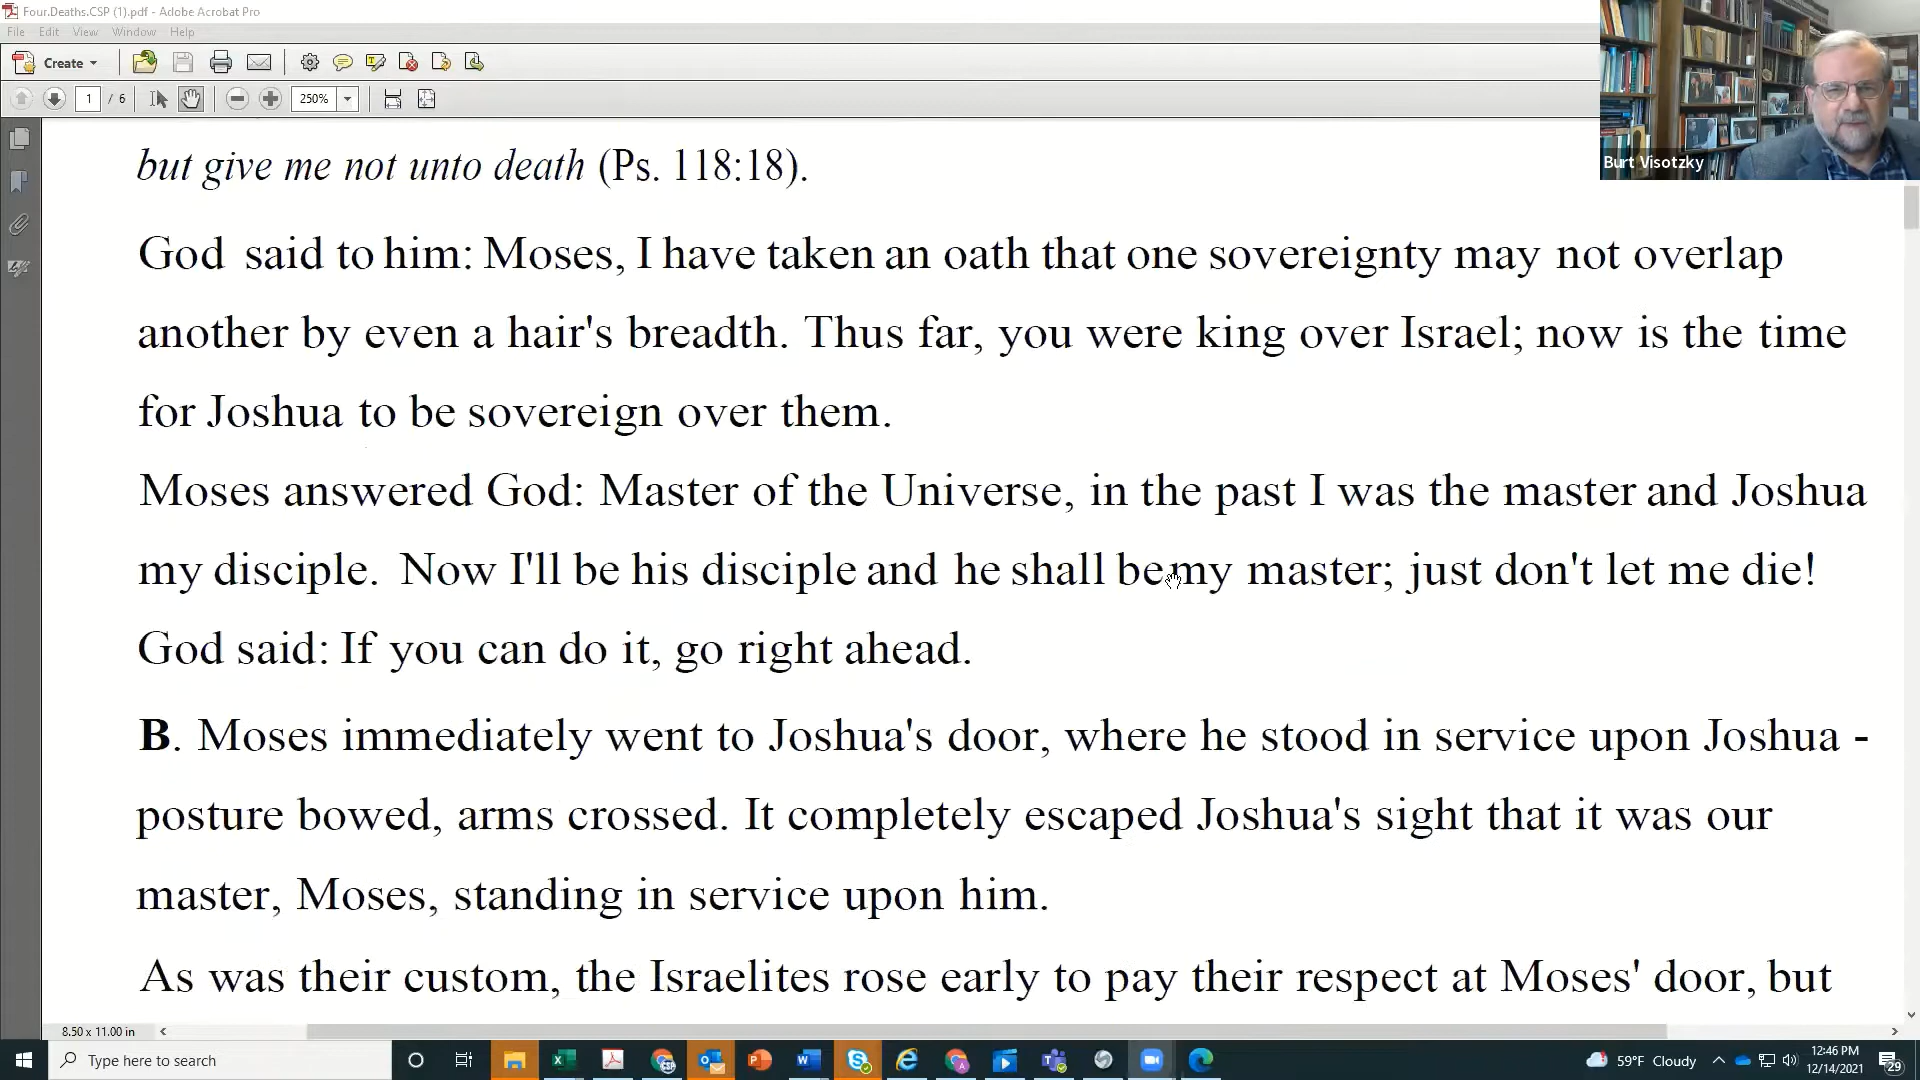 Four.Deaths.CSP (1).pdf - Adobe Acrobat Pro
File Edit View Window Help
Create
1 / 6 250%
Burt Visotzky
but give me not unto death (Ps. 118:18).
God said to him: Moses, I have taken an oath that one sovereignty may not overlap
another by even a hair's breadth. Thus far, you were king over Israel; now is the time
for Joshua to be sovereign over them.
Moses answered God: Master of the Universe, in the past I was the master and Joshua
my disciple. Now I'll be his disciple and he shall be my master; just don't let me die!
God said: If you can do it, go right ahead.
B. Moses immediately went to Joshua's door, where he stood in service upon Joshua -
posture bowed, arms crossed. It completely escaped Joshua's sight that it was our
master, Moses, standing in service upon him.
As was their custom, the Israelites rose early to pay their respect at Moses' door, but
8.50 x 11.00 in
Type here to search
59°F Cloudy
12:46 PM
12/14/2021
29